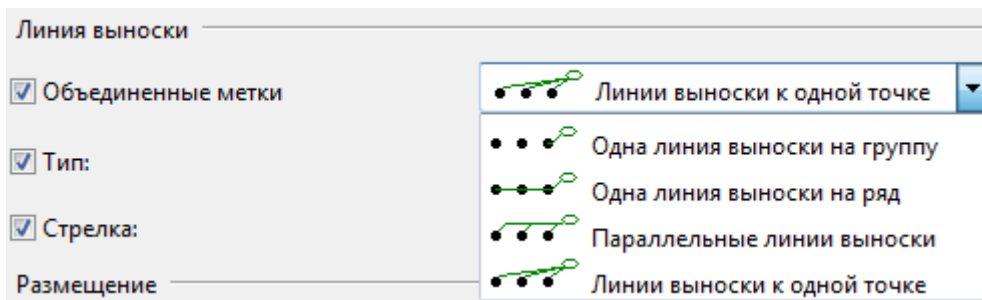 Линия выноски
Объединенные метки
Линии выноски к одной точке
Одна линия выноски на группу
Тип:
Одна линия выноски на ряд
Стрелка:
Параллельные линии выноски
Размещение
Линии выноски к одной точке